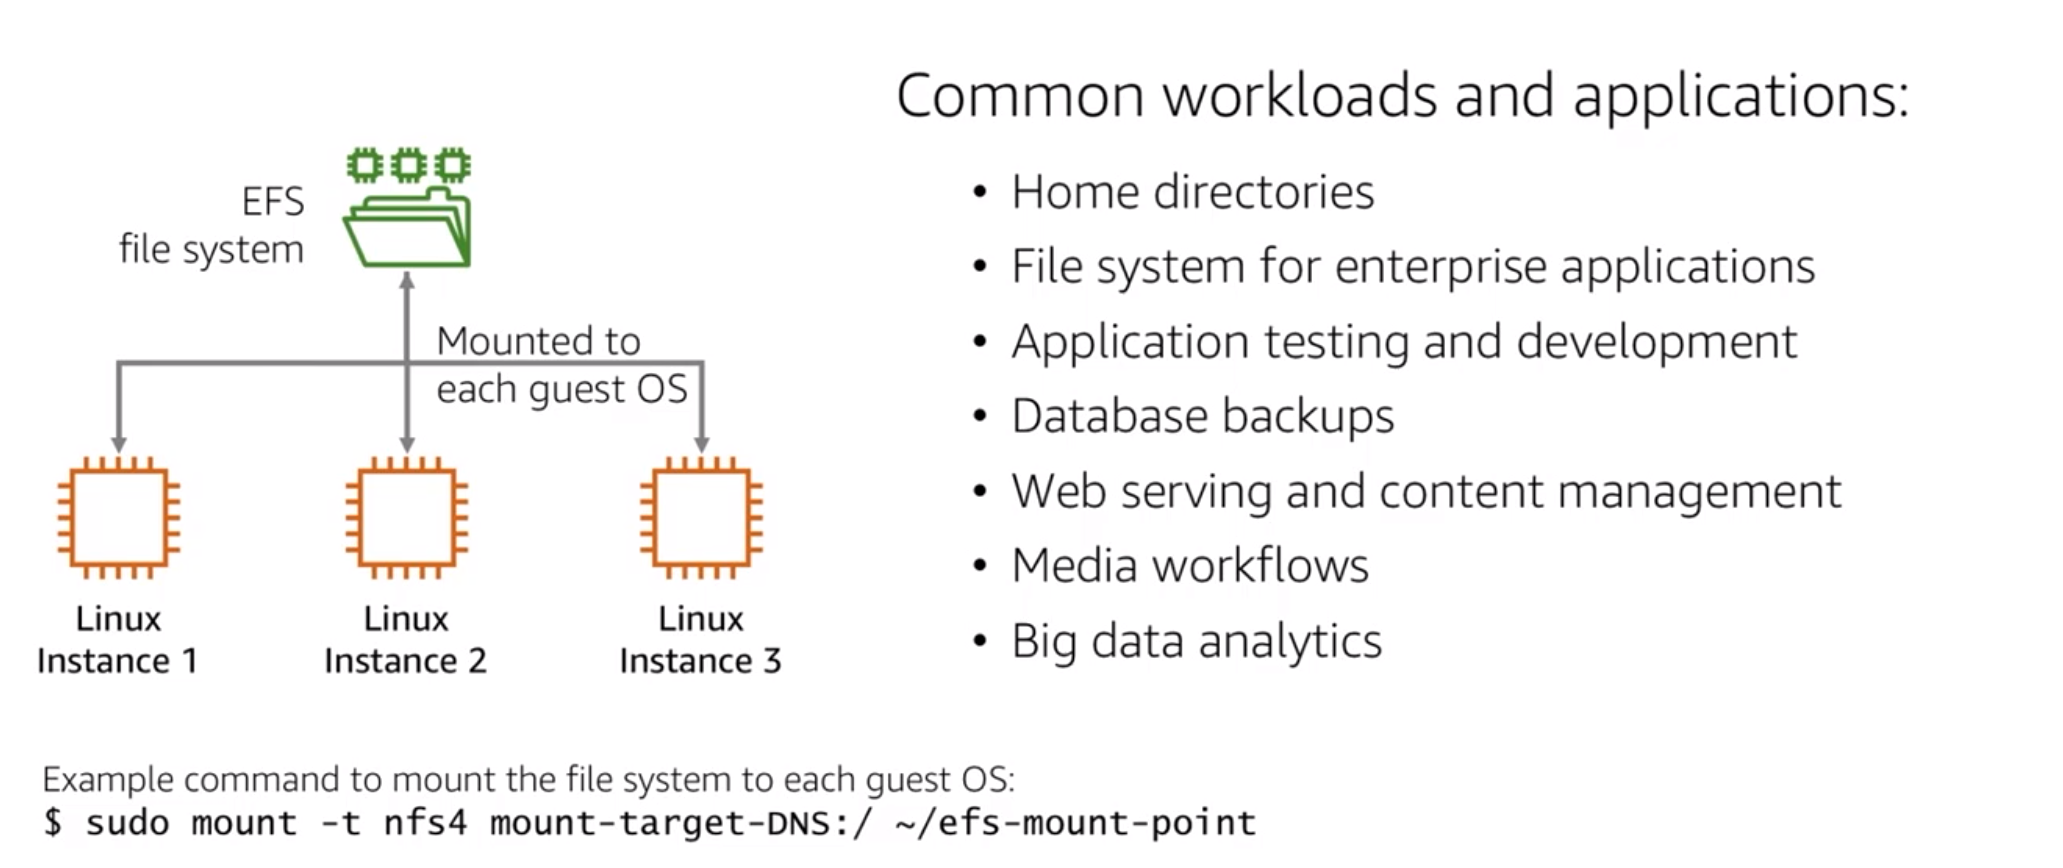 Common workloads and applications:
EFS
file system
Mounted to
each guest OS
Linux
Instance 1
Linux
Instance 2
Linux
Instance 3
• Home directories
• File system for enterprise applications
• Application testing and development
• Database backups
• Web serving and content management
• Media workflows
• Big data analytics
Example command to mount the file system to each guest OS:
$ sudo mount -t nfs4 mount-target-DNS:/ ~/efs-mount-point